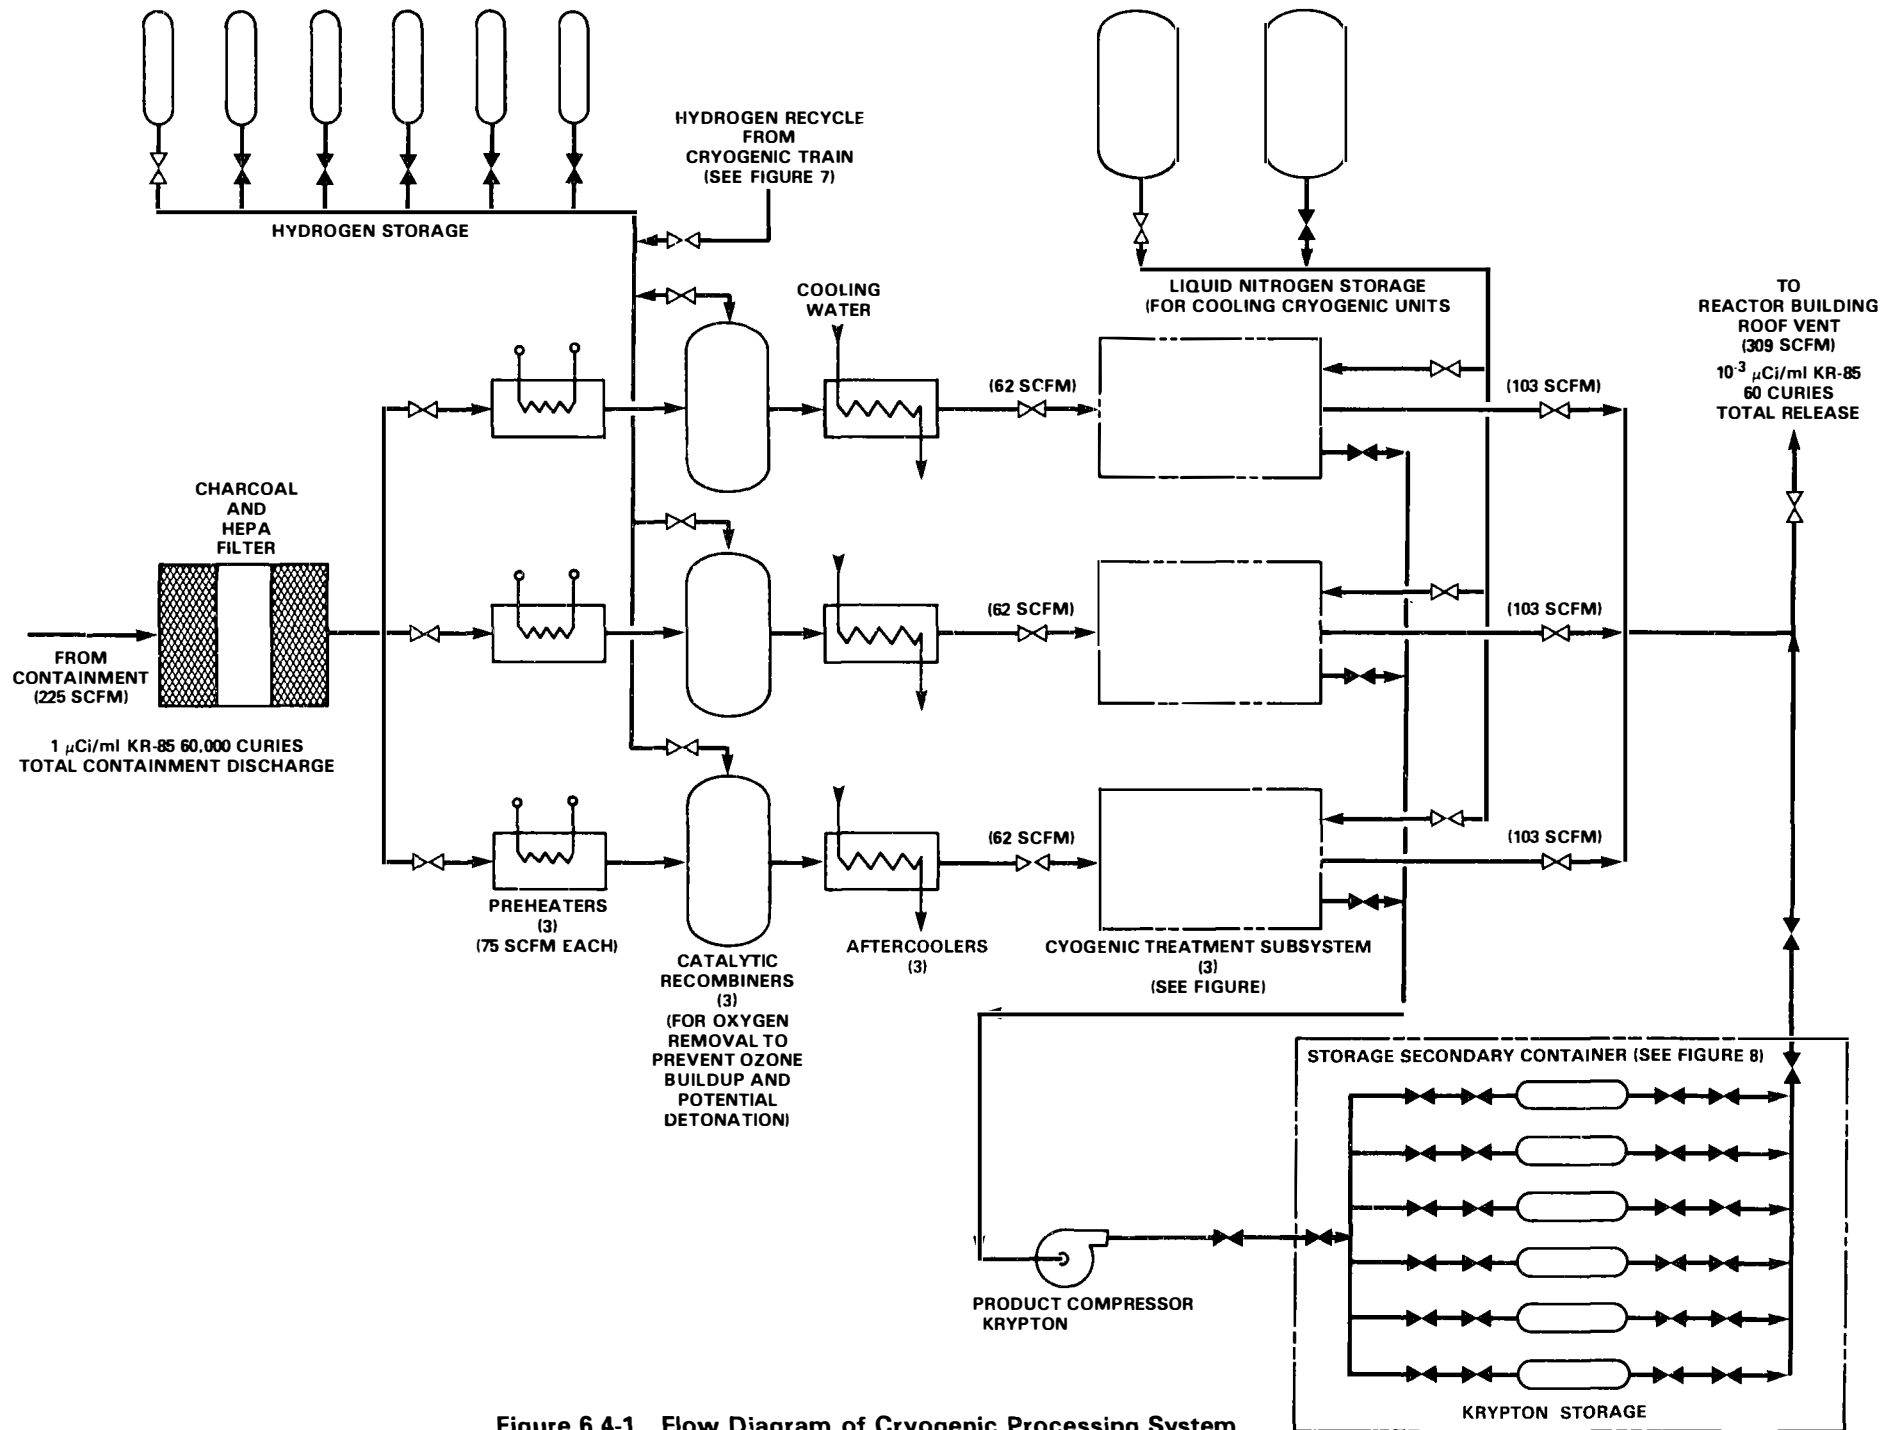 HYDROGEN RECYCLE
FROM
CRYOGENIC TRAIN
(SEE FIGURE 7)
HYDROGEN STORAGE
COOLING
WATER
LIQUID NITROGEN STORAGE
(FOR COOLING CRYOGENIC UNITS
TO
REACTOR BUILDING
ROOF VENT
(309 SCFM)
10⁻³ μCi/ml KR-85
60 CURIES
TOTAL RELEASE
(62 SCFM)
(103 SCFM)
CHARCOAL
AND
HEPA
FILTER
FROM
CONTAINMENT
(225 SCFM)
1 μCi/ml KR-85 60,000 CURIES
TOTAL CONTAINMENT DISCHARGE
(62 SCFM)
(103 SCFM)
(62 SCFM)
(103 SCFM)
PREHEATERS
(3)
(75 SCFM EACH)
CATALYTIC
RECOMBINERS
(3)
(FOR OXYGEN
REMOVAL TO
PREVENT OZONE
BUILDUP AND
POTENTIAL
DETONATION)
AFTERCOOLERS
(3)
CYOGENIC TREATMENT SUBSYSTEM
(3)
(SEE FIGURE)
STORAGE SECONDARY CONTAINER (SEE FIGURE 8)
PRODUCT COMPRESSOR
KRYPTON
KRYPTON STORAGE
Figure 6.4-1 Flow Diagram of Cryogenic Processing System